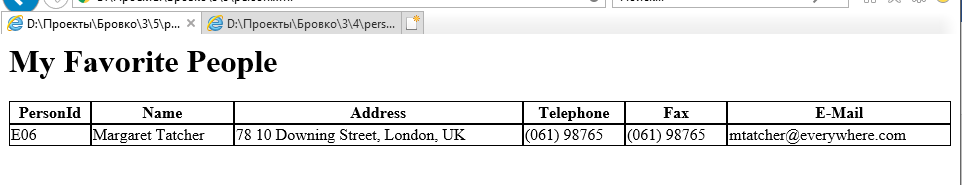 D:\Проекты\Бровко\3\5\p... × D:\Проекты\Бровко\3\4\pers...
My Favorite People
PersonId Name Address Telephone Fax E-Mail
E06 Margaret Tatcher 78 10 Downing Street, London, UK (061) 98765 (061) 98765 mtatcher@everywhere.com